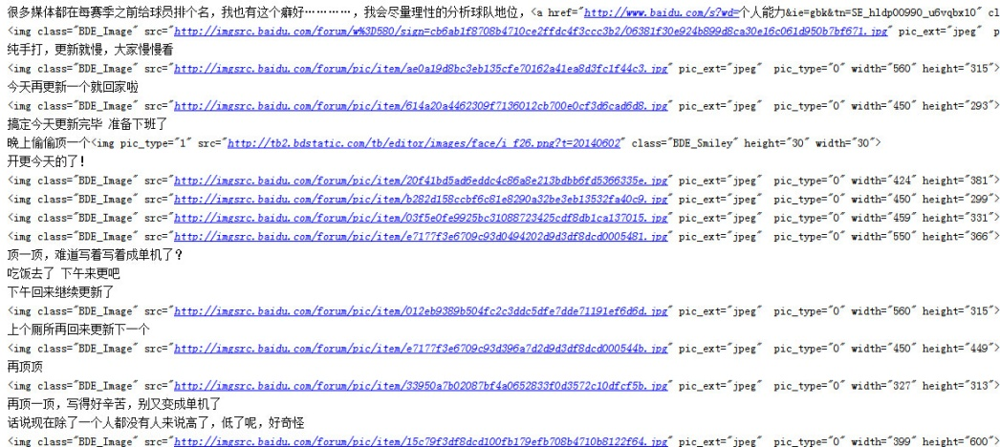 很多媒体都在每赛季之前给球员排个名，我也有这个癖好…………，我会尽量理性的分析球队地位，<a href="http://www.baidu.com/s?wd=个人能力&ie=gbk&tn=SE_hldp00990_u6vqbx10" cl
<img class="BDE_Image" src="http://imgsrc.baidu.com/forum/w%3D580/sign=cb6ab1f8708b4710ce2ffdc4f3ccc3b2/06381f30e924b899d8ca30e16c061d950b7bf671.jpg" pic_ext="jpeg"  p
纯手打，更新就慢，大家慢慢看
<img class="BDE_Image" src="http://imgsrc.baidu.com/forum/pic/item/ae0a19d8bc3eb135cfe70162a41ea8d3fc1f44c3.jpg" pic_ext="jpeg"  pic_type="0" width="560" height="315">
今天再更新一个就回家啦
<img class="BDE_Image" src="http://imgsrc.baidu.com/forum/pic/item/614a20a4462309f7136012cb700e0cf3d6cad6d8.jpg" pic_ext="jpeg"  pic_type="0" width="450" height="293">
搞定今天更新完毕 准备下班了
晚上偷偷顶一个<img pic_type="1" src="http://tb2.bdstatic.com/tb/editor/images/face/i_f26.png?t=20140602" class="BDE_Smiley" height="30" width="30">
开更今天的了！
<img class="BDE_Image" src="http://imgsrc.baidu.com/forum/pic/item/20f41bd5ad6eddc4c86a8e213bdbb6fd5366335e.jpg" pic_ext="jpeg"  pic_type="0" width="424" height="381">
<img class="BDE_Image" src="http://imgsrc.baidu.com/forum/pic/item/b282d158ccbf6c81e8290a32be3eb13532fa40c9.jpg" pic_ext="jpeg"  pic_type="0" width="450" height="299">
<img class="BDE_Image" src="http://imgsrc.baidu.com/forum/pic/item/03f5e0fe9925bc31088723425cdf8db1ca137015.jpg" pic_ext="jpeg"  pic_type="0" width="459" height="331">
<img class="BDE_Image" src="http://imgsrc.baidu.com/forum/pic/item/e7177f3e6709c93d0494202d9d3df8dcd0005481.jpg" pic_ext="jpeg"  pic_type="0" width="550" height="366">
顶一顶，难道写着写着成单机了？
吃饭去了 下午来更吧
下午回来继续更新了
<img class="BDE_Image" src="http://imgsrc.baidu.com/forum/pic/item/012eb9389b504fc2c3ddc5dfe7dde71191ef6d6d.jpg" pic_ext="jpeg"  pic_type="0" width="560" height="315">
上个厕所再回来更新下一个
<img class="BDE_Image" src="http://imgsrc.baidu.com/forum/pic/item/e7177f3e6709c93d396a7d2d9d3df8dcd000544b.jpg" pic_ext="jpeg"  pic_type="0" width="450" height="449">
再顶顶
<img class="BDE_Image" src="http://imgsrc.baidu.com/forum/pic/item/33950a7b02087bf4a0652833f0d3572c10dfcf5b.jpg" pic_ext="jpeg"  pic_type="0" width="327" height="313">
再顶一顶，写得好辛苦，别又变成单机了
话说现在除了一个人都没有人来说高了，低了呢，好奇怪
<img class="BDE_Image" src="http://imgsrc.baidu.com/forum/pic/item/15c79f3df8dcd100fb179efb708b4710b8122f64.jpg" pic_ext="jpeg"  pic_type="0" width="399" height="600">